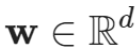 𝐰 ∈ ℝ^d